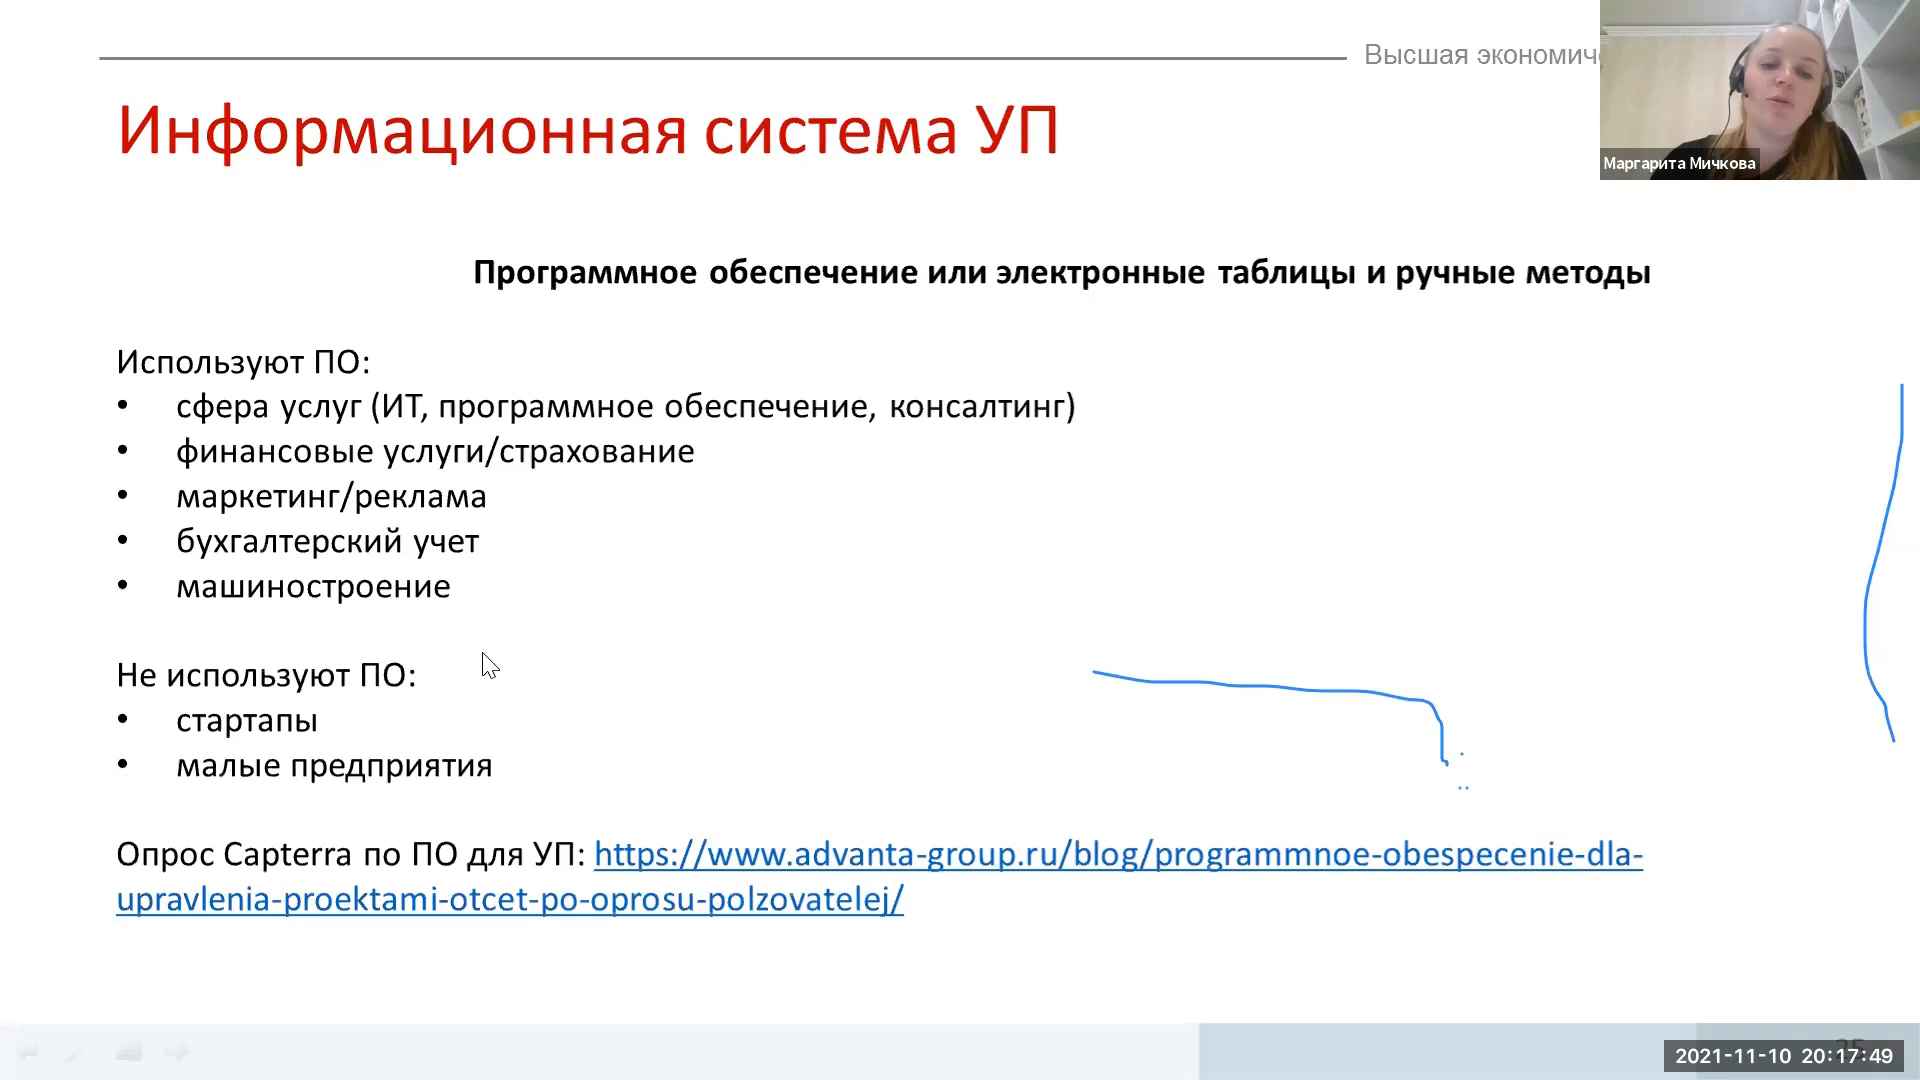 Высшая экономич
Маргарита Мичкова
Информационная система УП
Программное обеспечение или электронные таблицы и ручные методы
Используют ПО:
• сфера услуг (ИТ, программное обеспечение, консалтинг)
• финансовые услуги/страхование
• маркетинг/реклама
• бухгалтерский учет
• машиностроение
Не используют ПО:
• стартапы
• малые предприятия
Опрос Capterra по ПО для УП: https://www.advanta-group.ru/blog/programmnoe-obespecenie-dla-
upravlenia-proektami-otcet-po-oprosu-polzovatelej/
2021-11-10 20:17:49